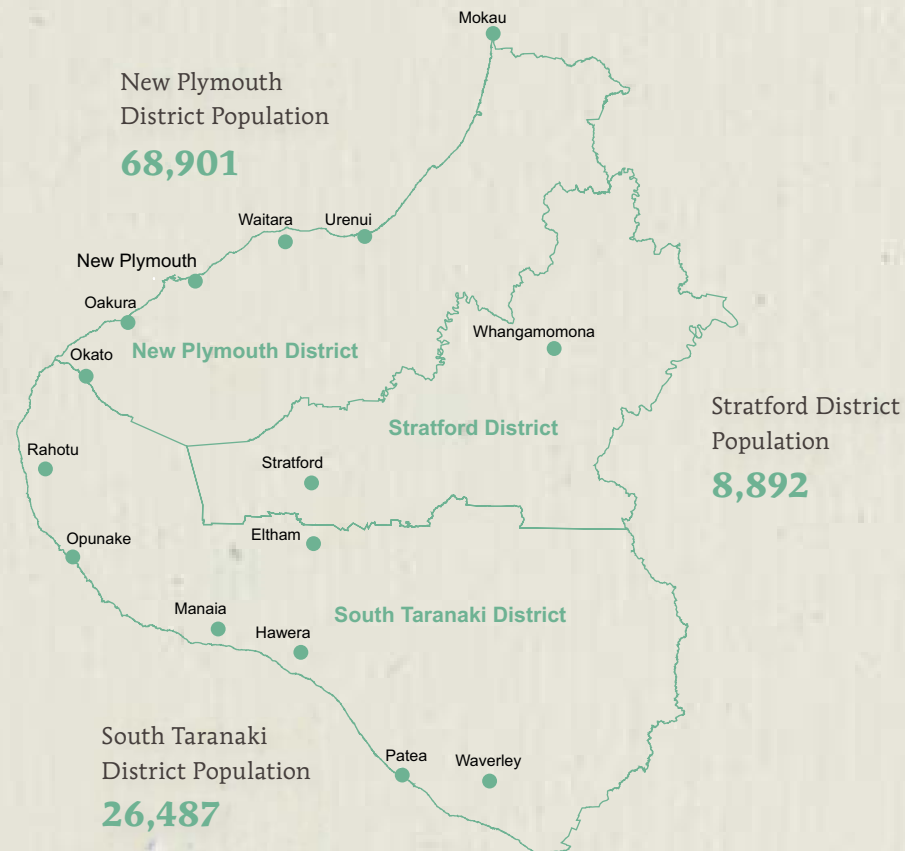 Mokau
New Plymouth
District Population
68,901
Waitara
Urenui
New Plymouth
Oakura
New Plymouth District
Whangamomona
Okato
Stratford District
Population
8,892
Stratford District
Rahotu
Stratford
Eltham
Opunake
Manaia
South Taranaki District
Hawera
South Taranaki
District Population
26,487
Patea
Waverley